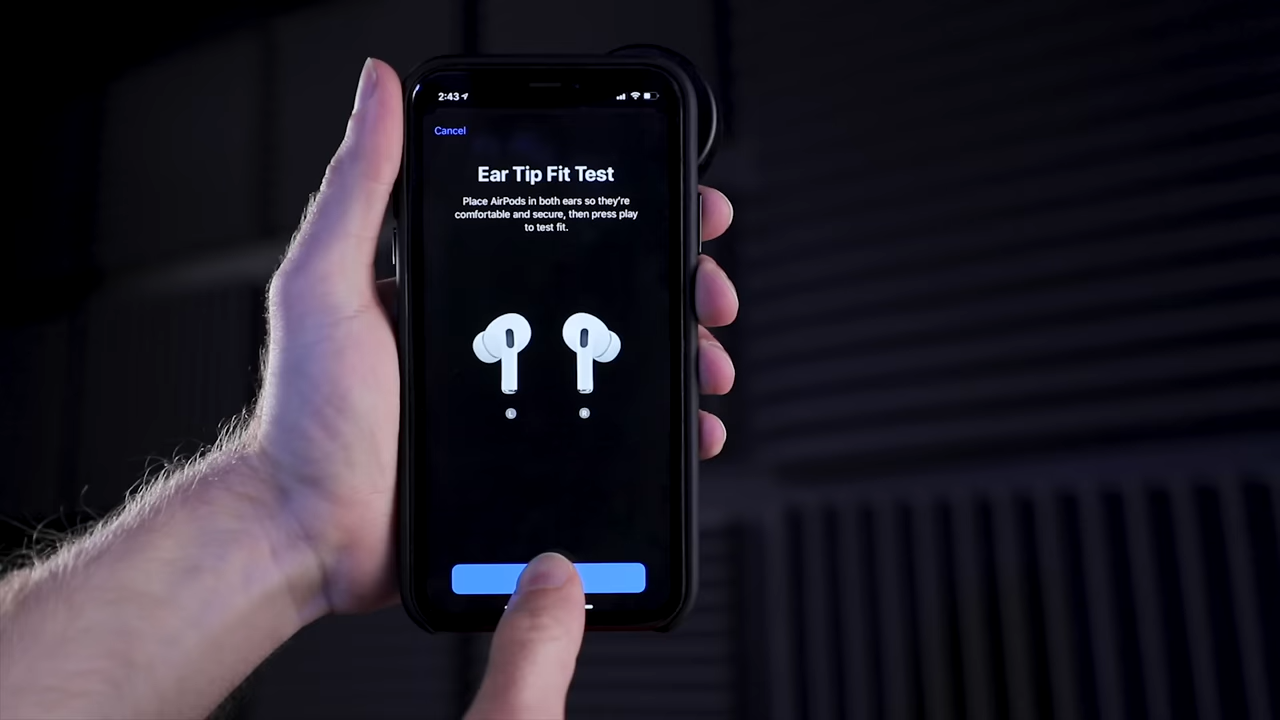 2:43
Cancel
Ear Tip Fit Test
Place AirPods in both ears so they're
comfortable and secure, then press play
to test fit.
L
R